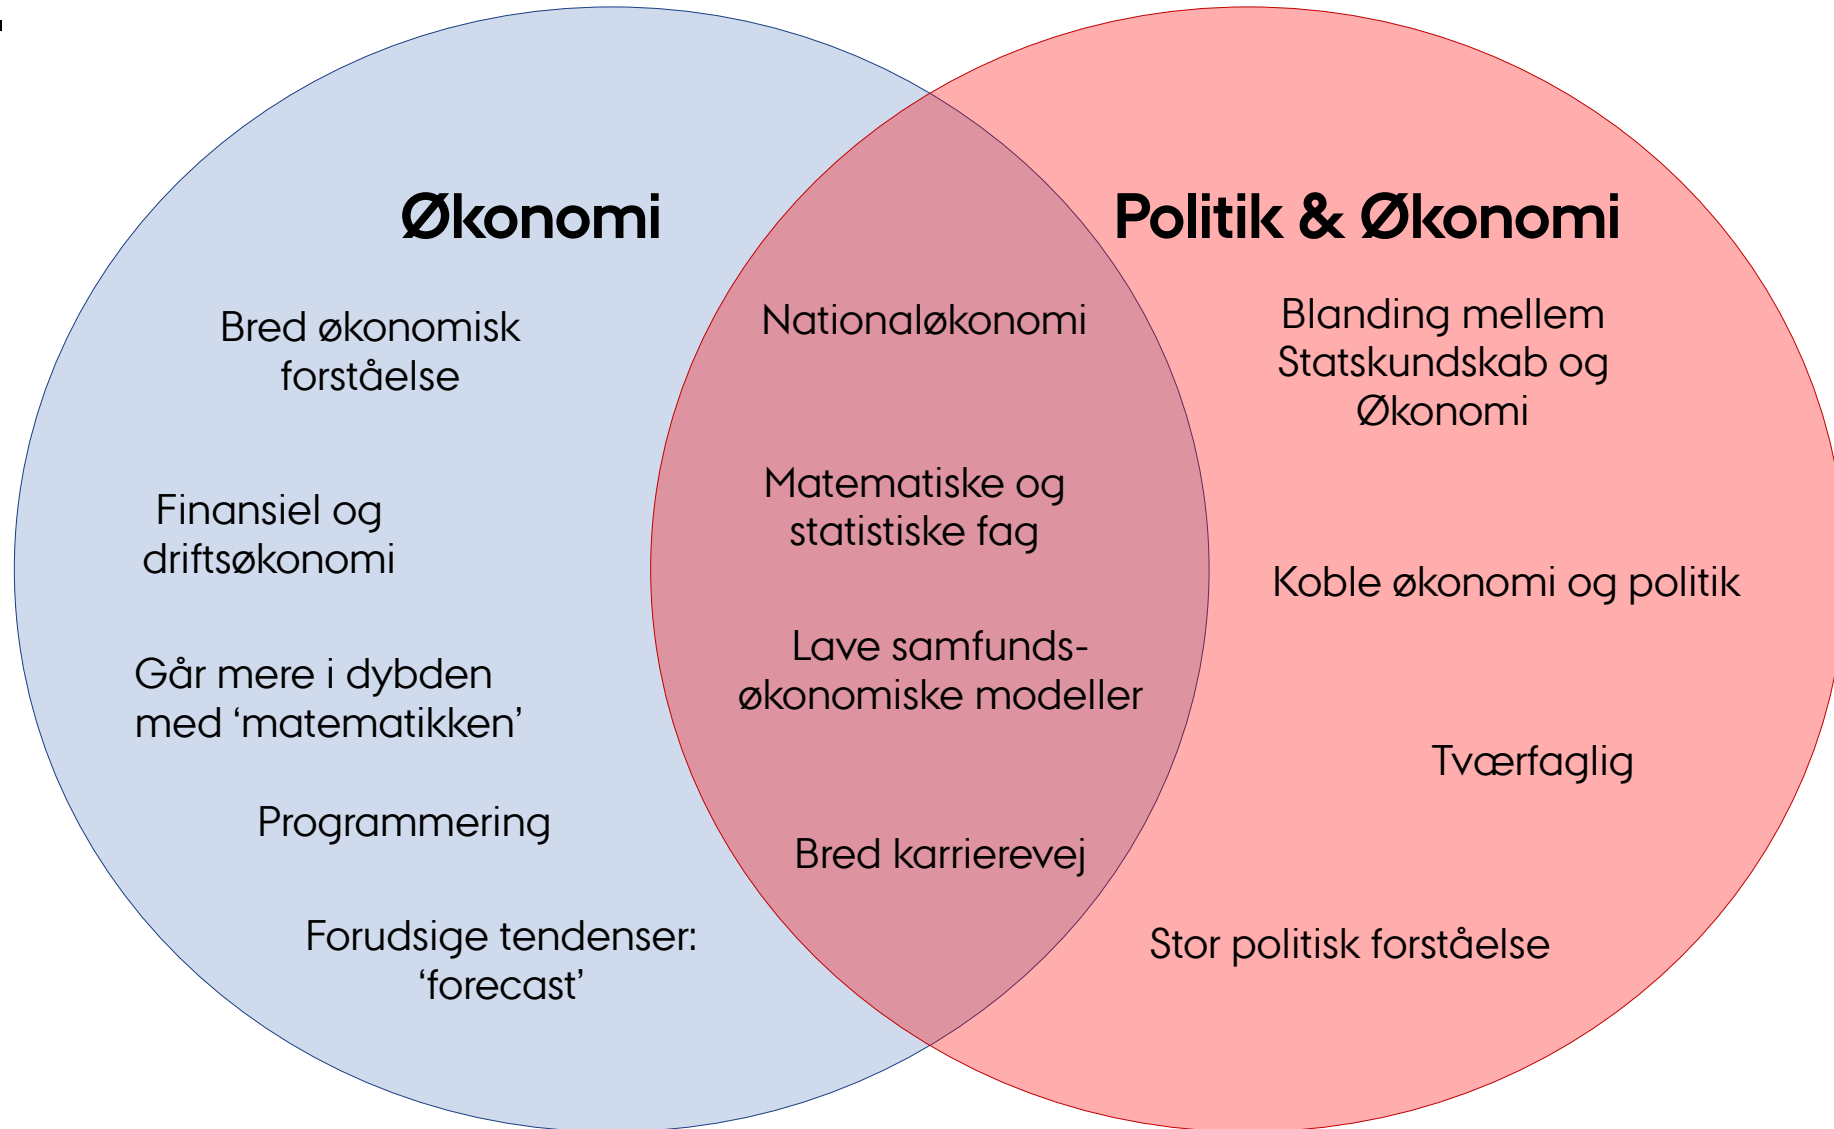 Økonomi
Bred økonomisk
forståelse
Finansiel og
driftsøkonomi
Går mere i dybden
med ‘matematikken’
Programmering
Forudsige tendenser:
‘forecast’
Nationaløkonomi
Matematiske og
statistiske fag
Lave samfunds-
økonomiske modeller
Bred karrierevej
Politik & Økonomi
Blanding mellem
Statskundskab og
Økonomi
Koble økonomi og politik
Tværfaglig
Stor politisk forståelse